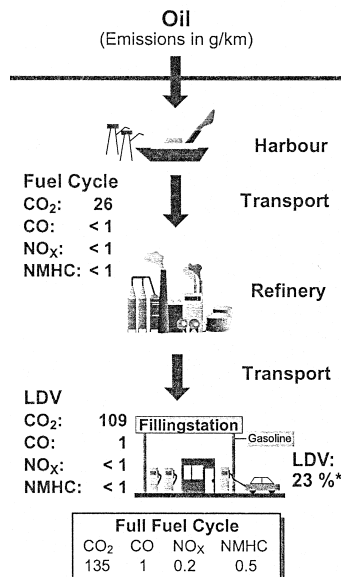 Oil
(Emissions in g/km)
Harbour
Fuel Cycle
CO₂: 26
CO: < 1
NOₓ: < 1
NMHC: < 1
Transport
Refinery
Transport
LDV
CO₂: 109
CO: 1
NOₓ: < 1
NMHC: < 1
Fillingstation
Gasoline
LDV:
23 %*
Full Fuel Cycle
CO₂ CO NOₓ NMHC
135 1 0.2 0.5